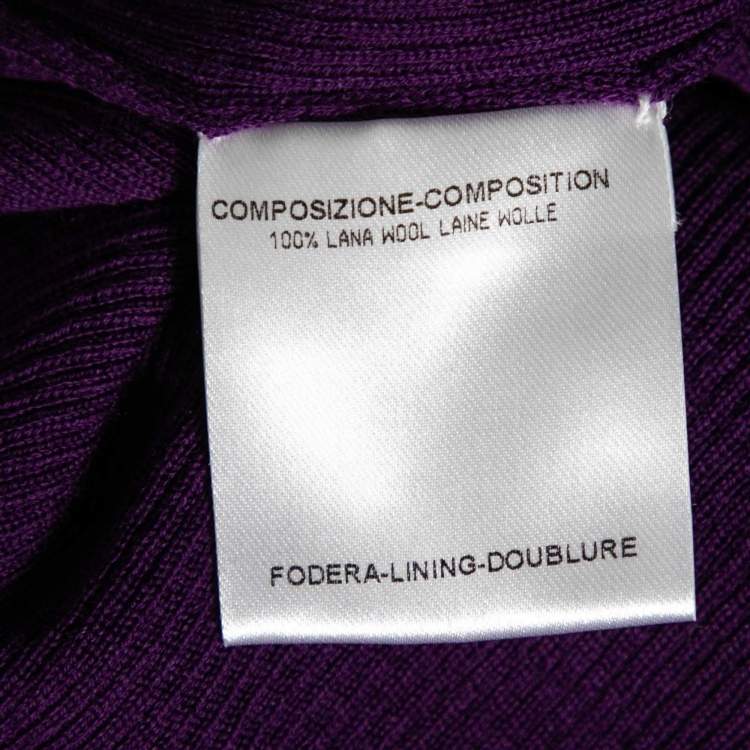 COMPOSIZIONE-COMPOSITION
100% LANA WOOL LAINE WOLLE
FODERA-LINING-DOUBLURE